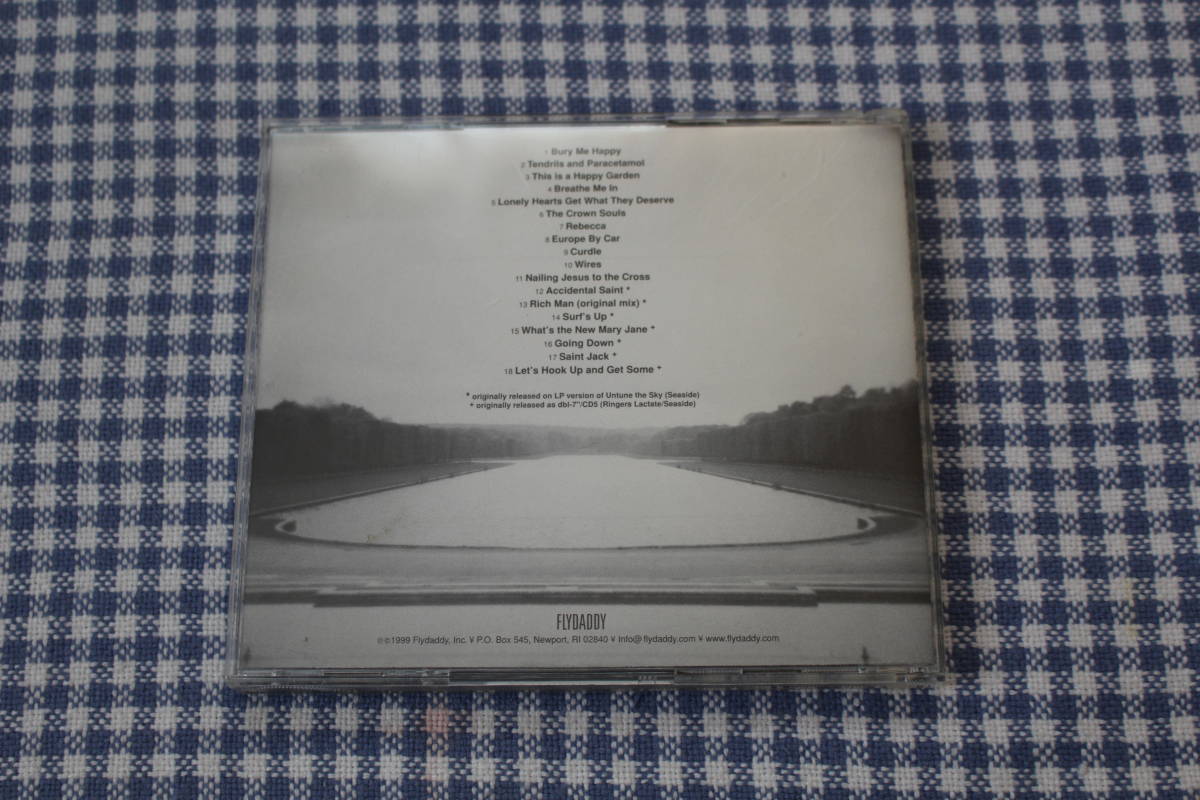 1 Bury Me Happy
2 Tendrils and Paracetamol
3 This is a Happy Garden
4 Breathe Me In
5 Lonely Hearts Get What They Deserve
6 The Crown Souls
7 Rebecca
8 Europe By Car
9 Curdle
10 Wires
11 Nailing Jesus to the Cross
12 Accidental Saint *
13 Rich Man (original mix) *
14 Surf's Up *
15 What's the New Mary Jane +
16 Going Down *
17 Saint Jack +
18 Let's Hook Up and Get Some +
* originally released on LP version of Untune the Sky (Seaside)
+ originally released as dbl-7"/CD5 (Ringers Lactate/Seaside)
FLYDADDY
℗©1999 Flydaddy, Inc. ¥ P.O. Box 545, Newport, RI 02840 ¥ Info@flydaddy.com ¥ www.flydaddy.com